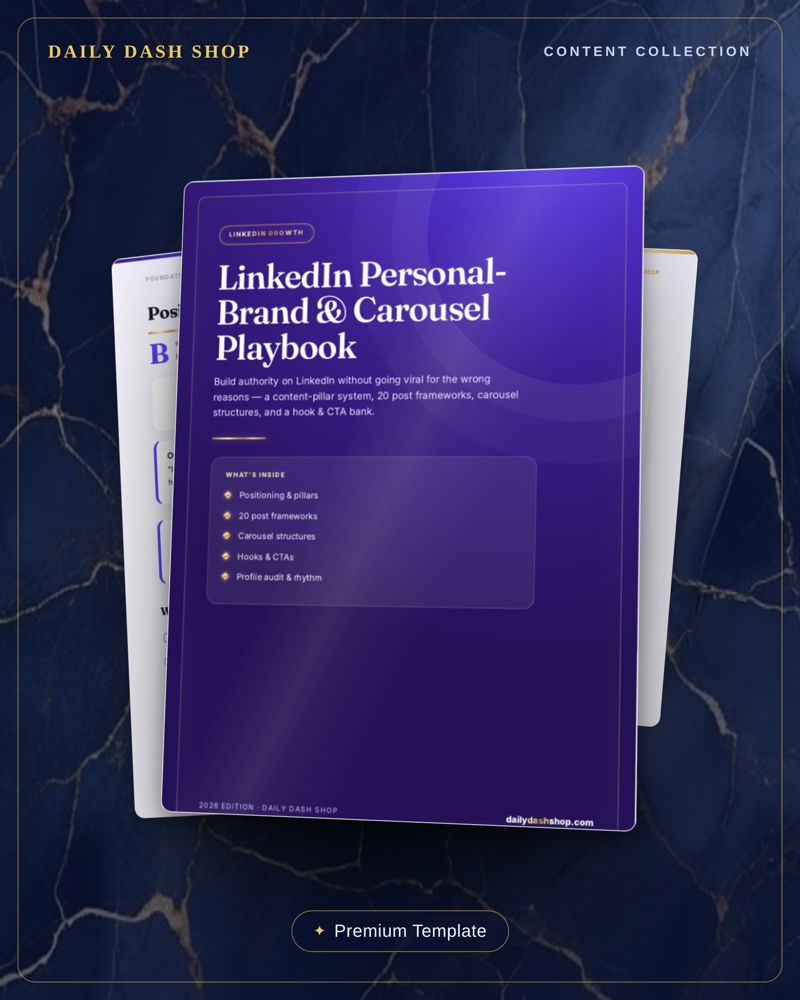 DAILY DASH SHOP
CONTENT COLLECTION
LINKEDIN GROWTH
LinkedIn Personal-
Brand & Carousel
Playbook
Build authority on LinkedIn without going viral for the wrong
reasons — a content-pillar system, 20 post frameworks, carousel
structures, and a hook & CTA bank.
WHAT'S INSIDE
Positioning & pillars
20 post frameworks
Carousel structures
Hooks & CTAs
Profile audit & rhythm
2026 EDITION · DAILY DASH SHOP
dailydashshop.com
B
HOP
Premium Template